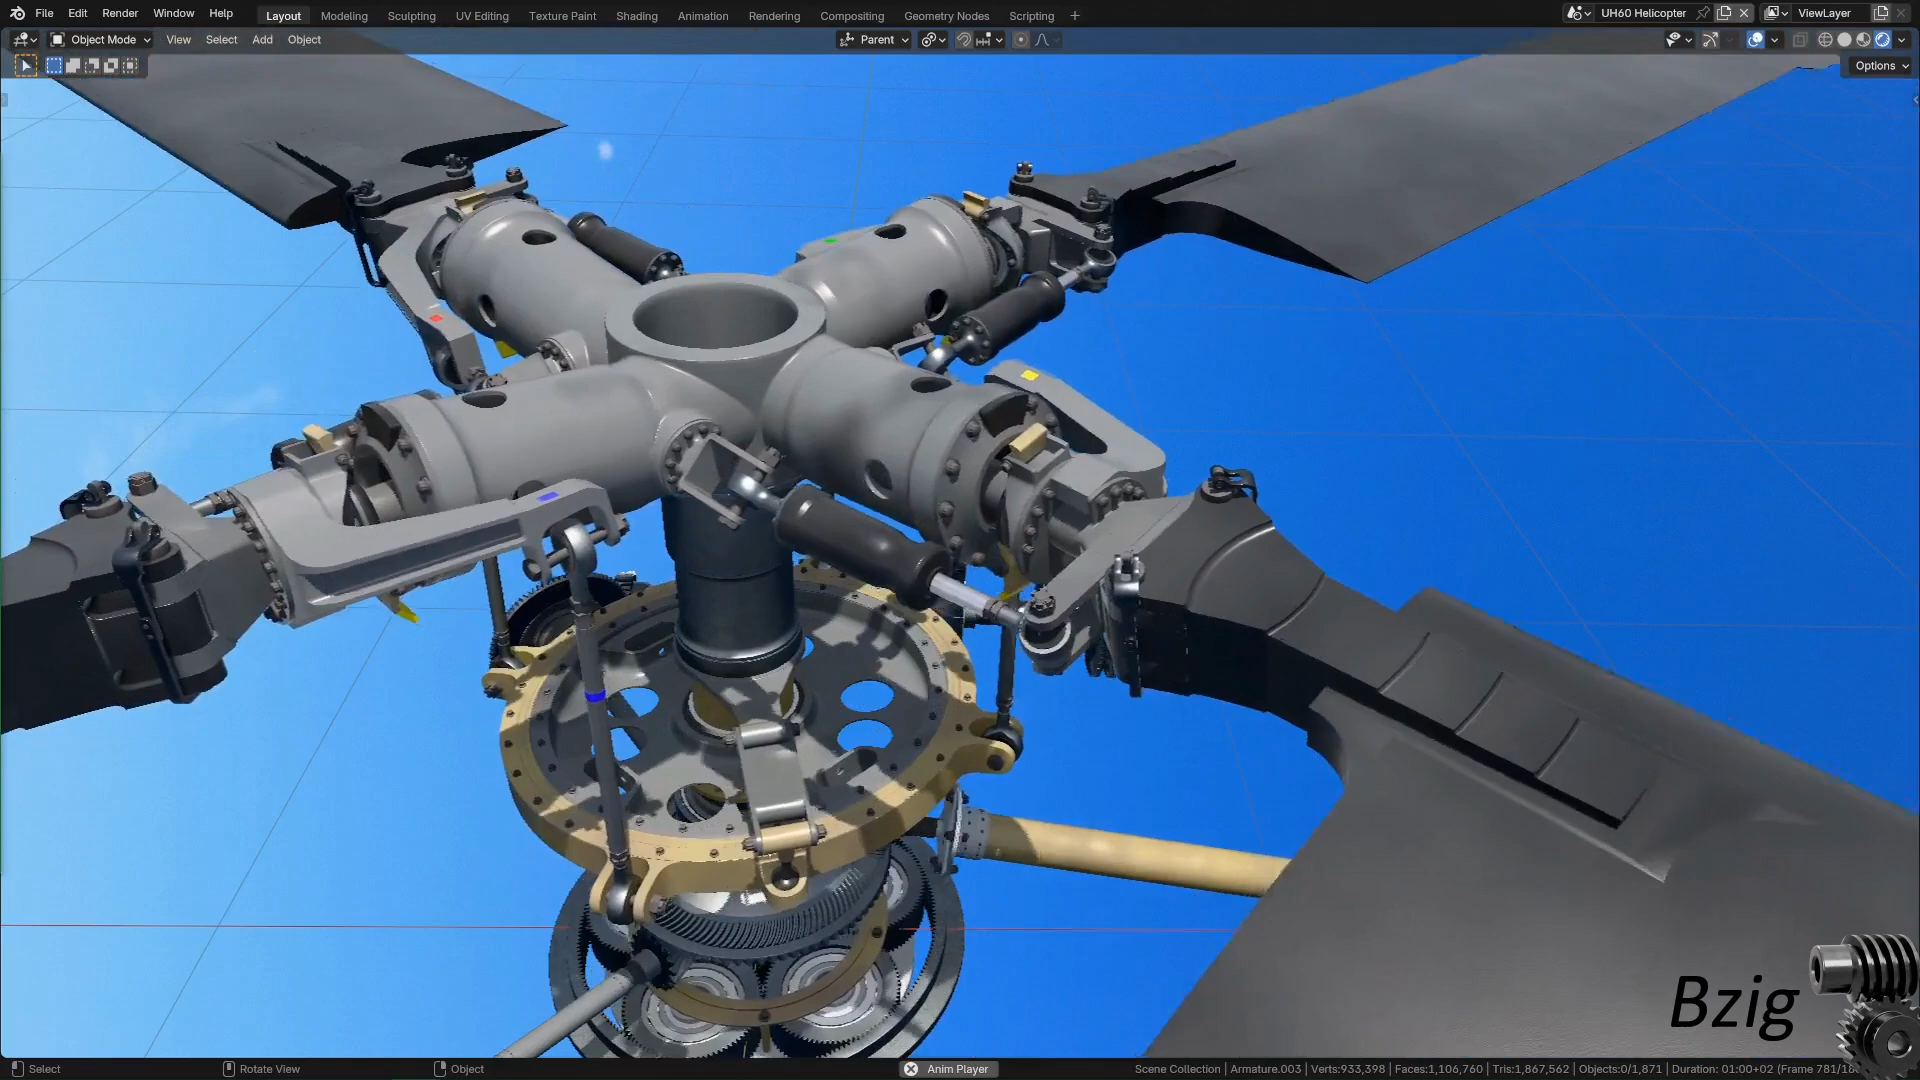 File Edit Render Window Help Layout Modeling Sculpting UV Editing Texture Paint Shading Animation Rendering Compositing Geometry Nodes Scripting + UH60 Helicopter ViewLayer
Object Mode View Select Add Object Parent
Options
Bzig
Select Rotate View Object Anim Player Scene Collection | Armature.003 | Verts:933,398 | Faces:1,106,760 | Tris:1,867,562 | Objects:0/1,871 | Duration: 01:00+02 (Frame 781/18